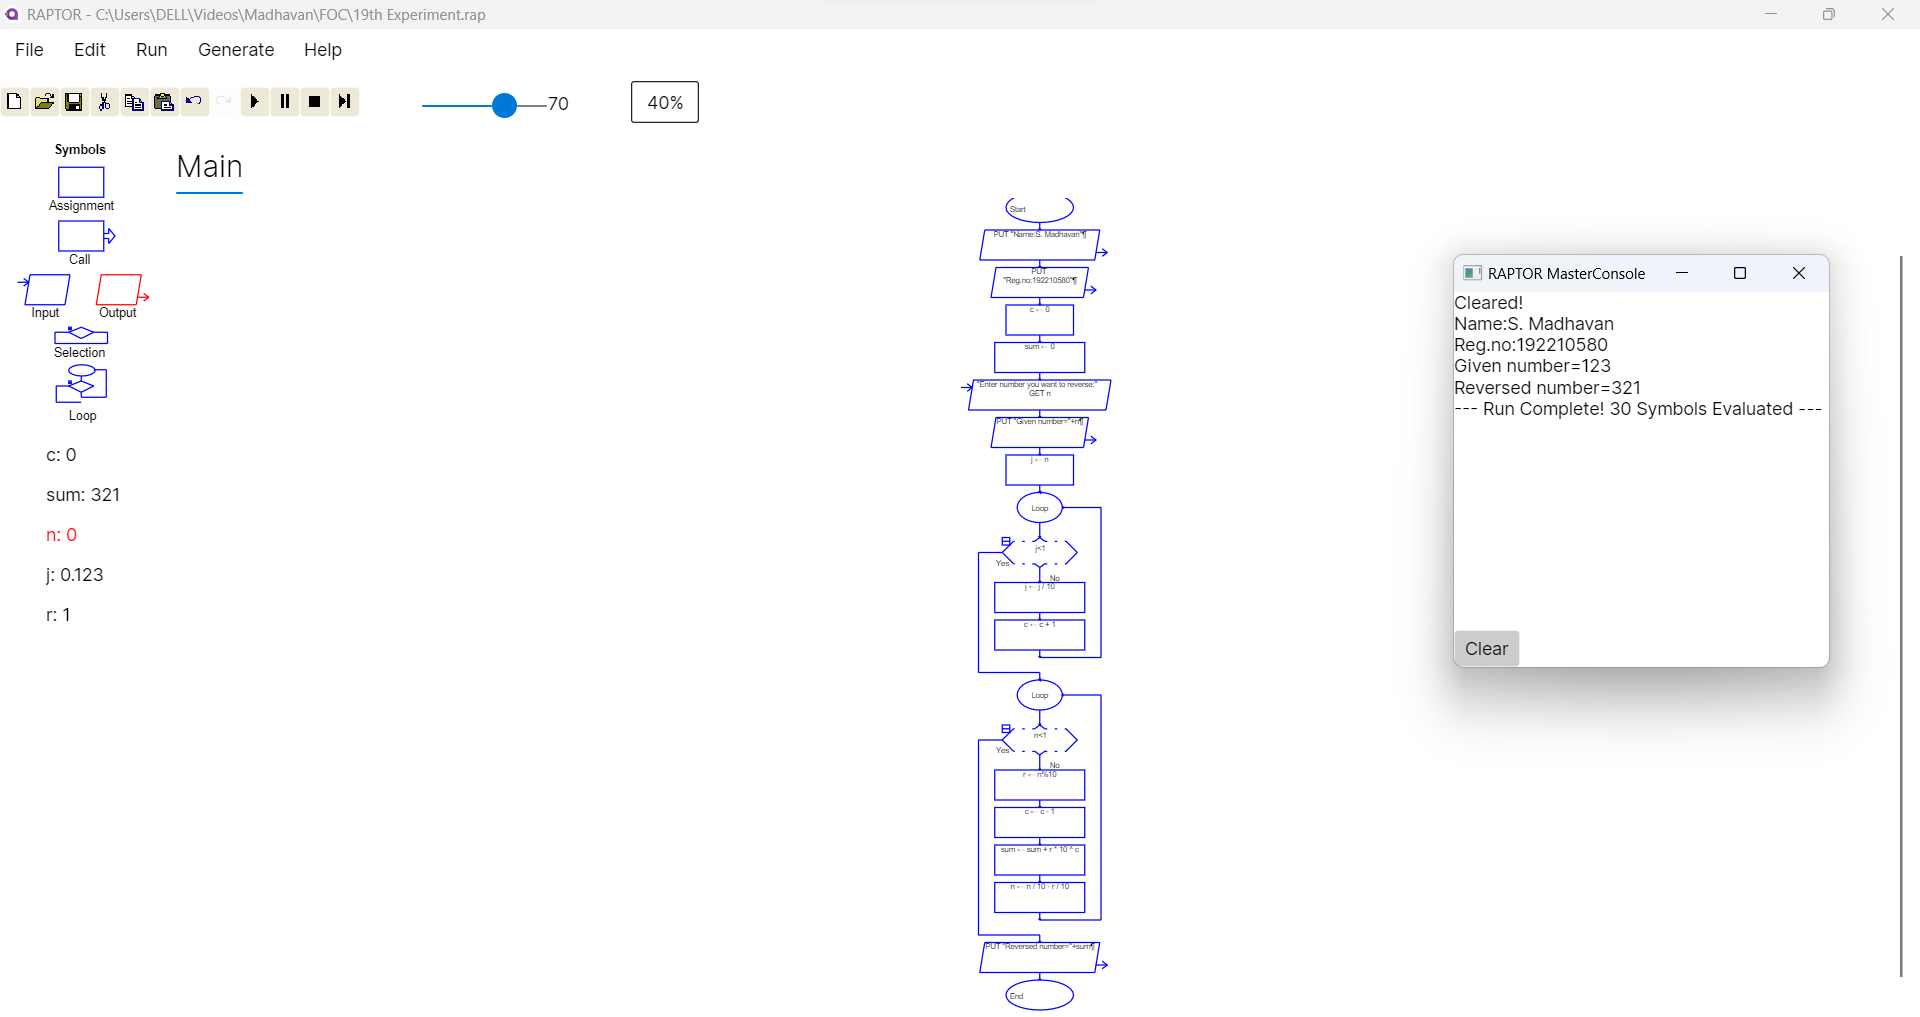 RAPTOR - C:\Users\DELL\Videos\Madhavan\FOC\19th Experiment.rap
File Edit Run Generate Help
70
40%
Symbols
Assignment
Call
Input Output
Selection
Loop
c: 0
sum: 321
n: 0
j: 0.123
r: 1
Main
Start
PUT "Name:S. Madhavan"¶
PUT
"Reg.no:192210580"¶
c ← 0
sum ← 0
"Enter number you want to reverse:"
GET n
PUT "Given number="+n¶
j ← n
Loop
j<1
Yes
No
j ← j / 10
c ← c + 1
Loop
n<1
Yes
No
r ← n%10
c ← c - 1
sum ← sum + r * 10 ^ c
n ← n / 10 - r / 10
PUT "Reversed number="+sum¶
End
RAPTOR MasterConsole
Cleared!
Name:S. Madhavan
Reg.no:192210580
Given number=123
Reversed number=321
--- Run Complete! 30 Symbols Evaluated ---
Clear